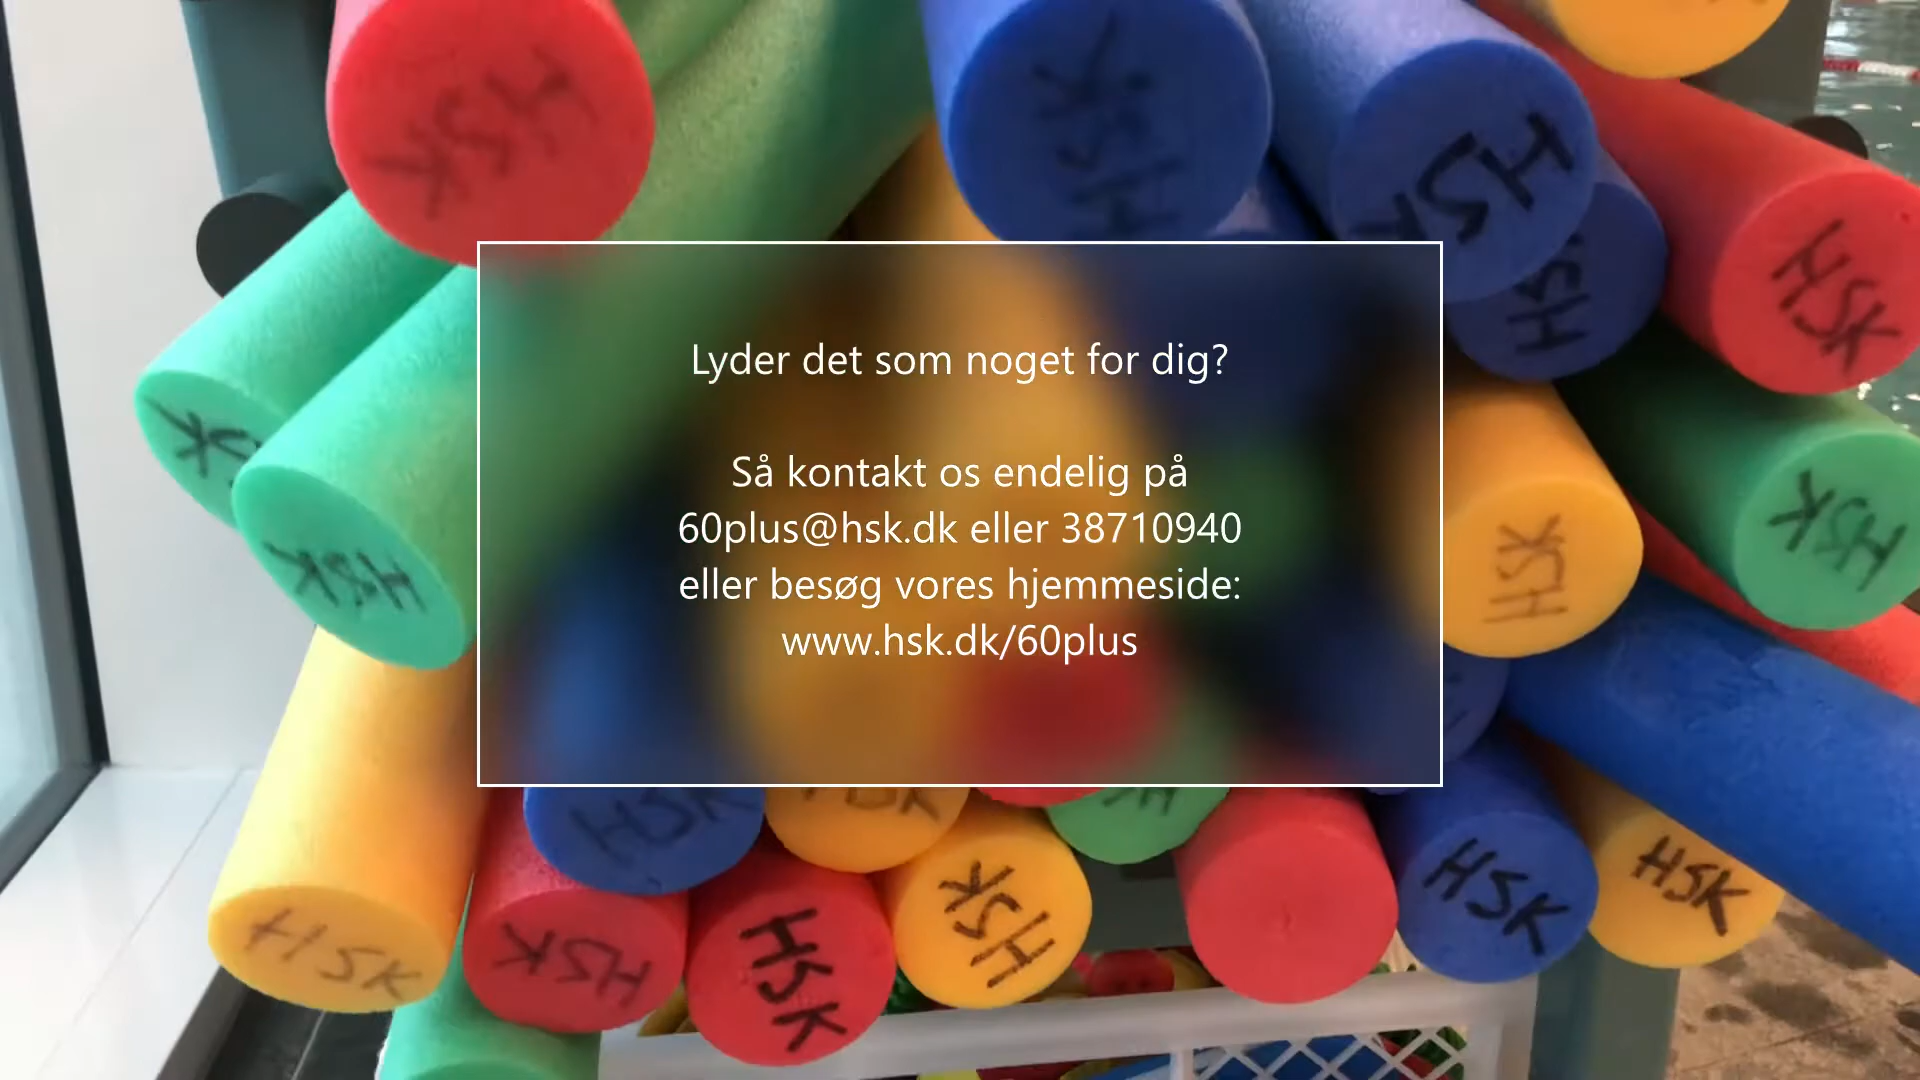 HSK
HSK
HSK
HSK
HSK
Lyder det som noget for dig?
Så kontakt os endelig på
60plus@hsk.dk eller 38710940
eller besøg vores hjemmeside:
www.hsk.dk/60plus
HSK
HSK
HSK
HSK
HSK
HSK
HSK
HSK
HSK
HSK